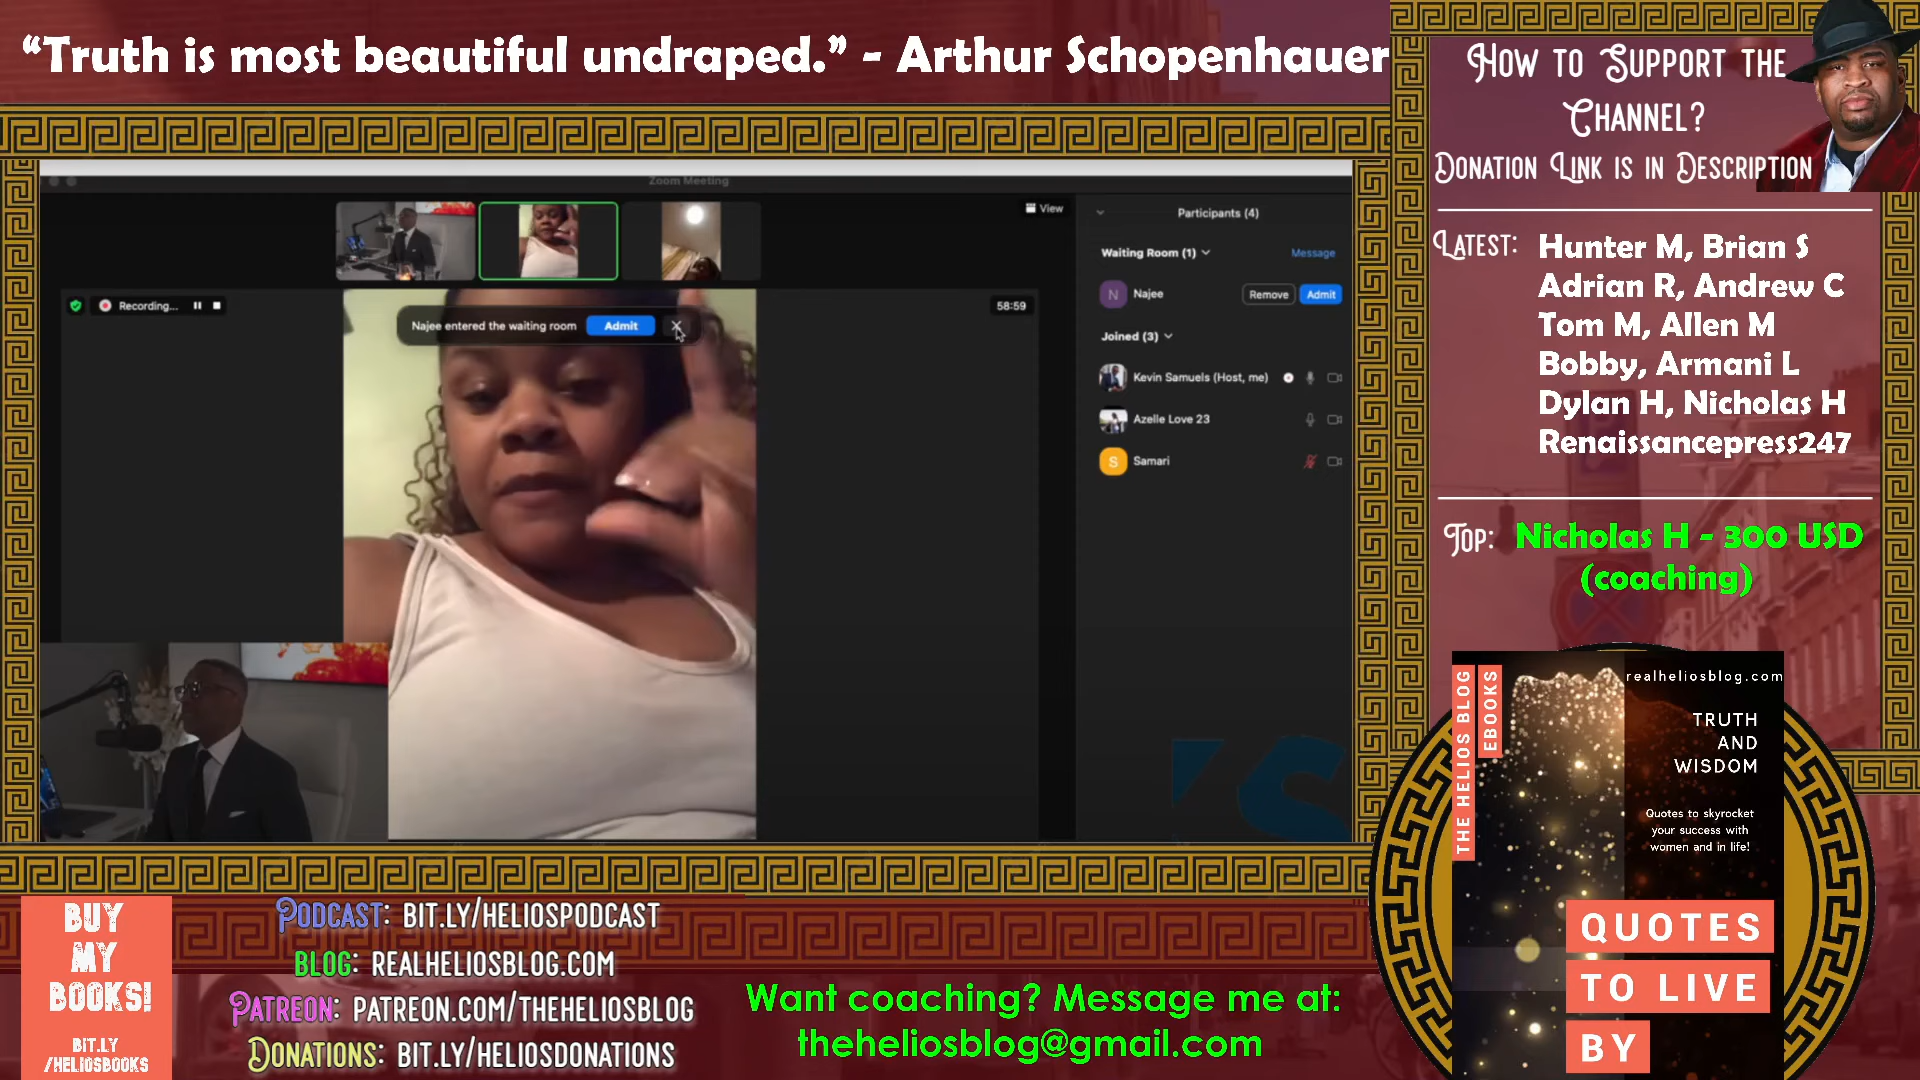 “Truth is most beautiful undraped.” - Arthur Schopenhauer
Zoom Meeting
View
Recording...
58:59
Najee entered the waiting room
Admit
Participants (4)
Waiting Room (1)
Message
N
Najee
Remove
Admit
Joined (3)
Kevin Samuels (Host, me)
Azelle Love 23
S
Samari
How to Support the
Channel?
Donation Link is in Description
Latest:
Hunter M, Brian S
Adrian R, Andrew C
Tom M, Allen M
Bobby, Armani L
Dylan H, Nicholas H
Renaissancepress247
Top:
Nicholas H - 300 USD
(coaching)
THE HELIOS BLOG
EBOOKS
realheliosblog.com
TRUTH
AND
WISDOM
Quotes to skyrocket
your success with
women and in life!
QUOTES
TO LIVE
BY
BUY
MY
BOOKS!
BIT.LY
/HELIOSBOOKS
Podcast: bit.ly/heliospodcast
Blog: realheliosblog.com
Patreon: patreon.com/theheliosblog
Donations: bit.ly/heliosdonations
Want coaching? Message me at:
theheliosblog@gmail.com